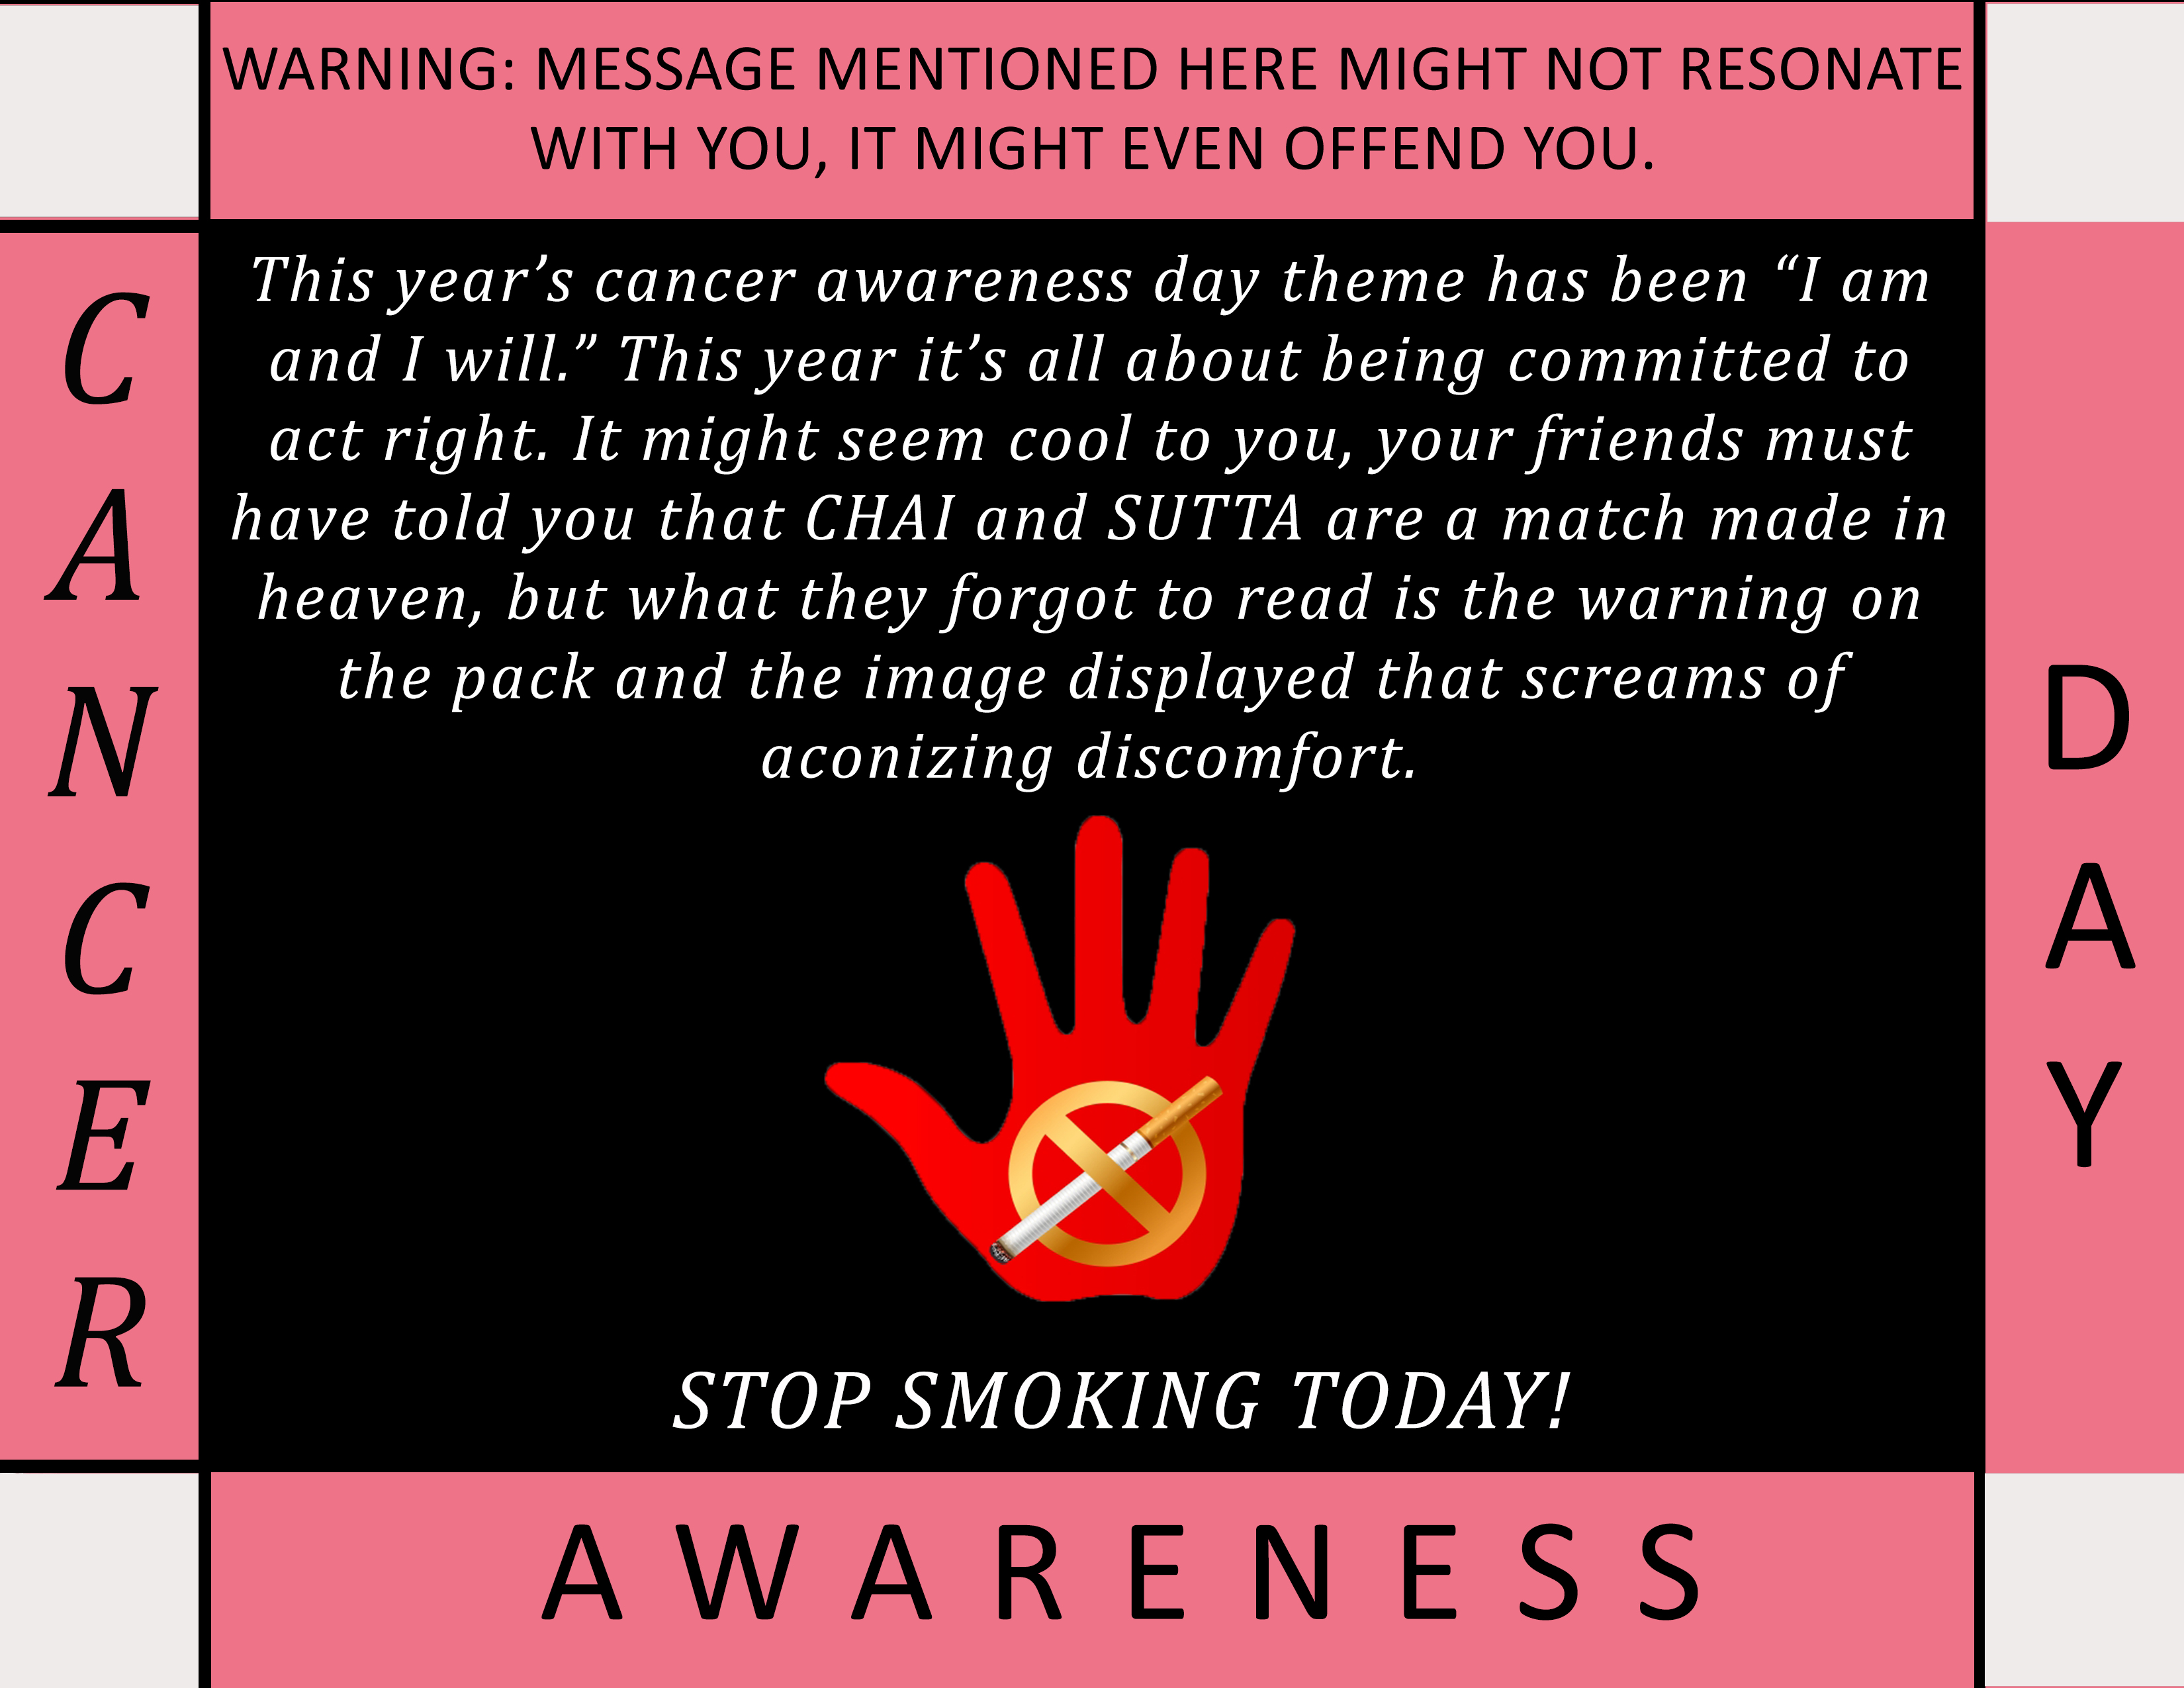 WARNING: MESSAGE MENTIONED HERE MIGHT NOT RESONATE
WITH YOU, IT MIGHT EVEN OFFEND YOU.
CANCER
This year’s cancer awareness day theme has been “I am
and I will.” This year it’s all about being committed to
act right. It might seem cool to you, your friends must
have told you that CHAI and SUTTA are a match made in
heaven, but what they forgot to read is the warning on
the pack and the image displayed that screams of
aconizing discomfort.
STOP SMOKING TODAY!
AWARENESS
DAY